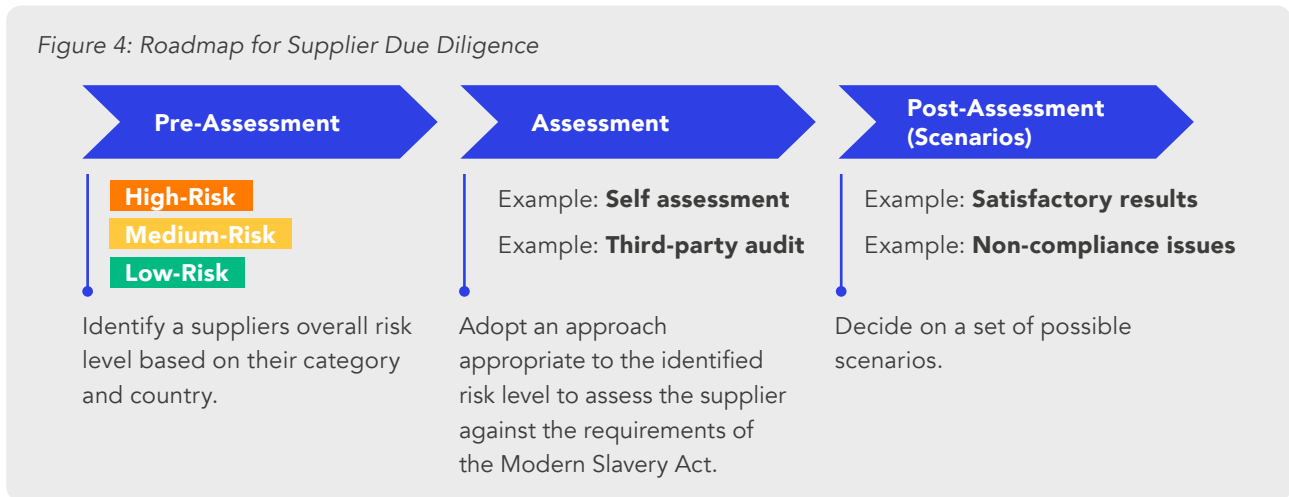 Figure 4: Roadmap for Supplier Due Diligence
Pre-Assessment
High-Risk
Medium-Risk
Low-Risk
Identify a suppliers overall risk
level based on their category
and country.
Assessment
Example: Self assessment
Example: Third-party audit
Adopt an approach
appropriate to the identified
risk level to assess the supplier
against the requirements of
the Modern Slavery Act.
Post-Assessment
(Scenarios)
Example: Satisfactory results
Example: Non-compliance issues
Decide on a set of possible
scenarios.